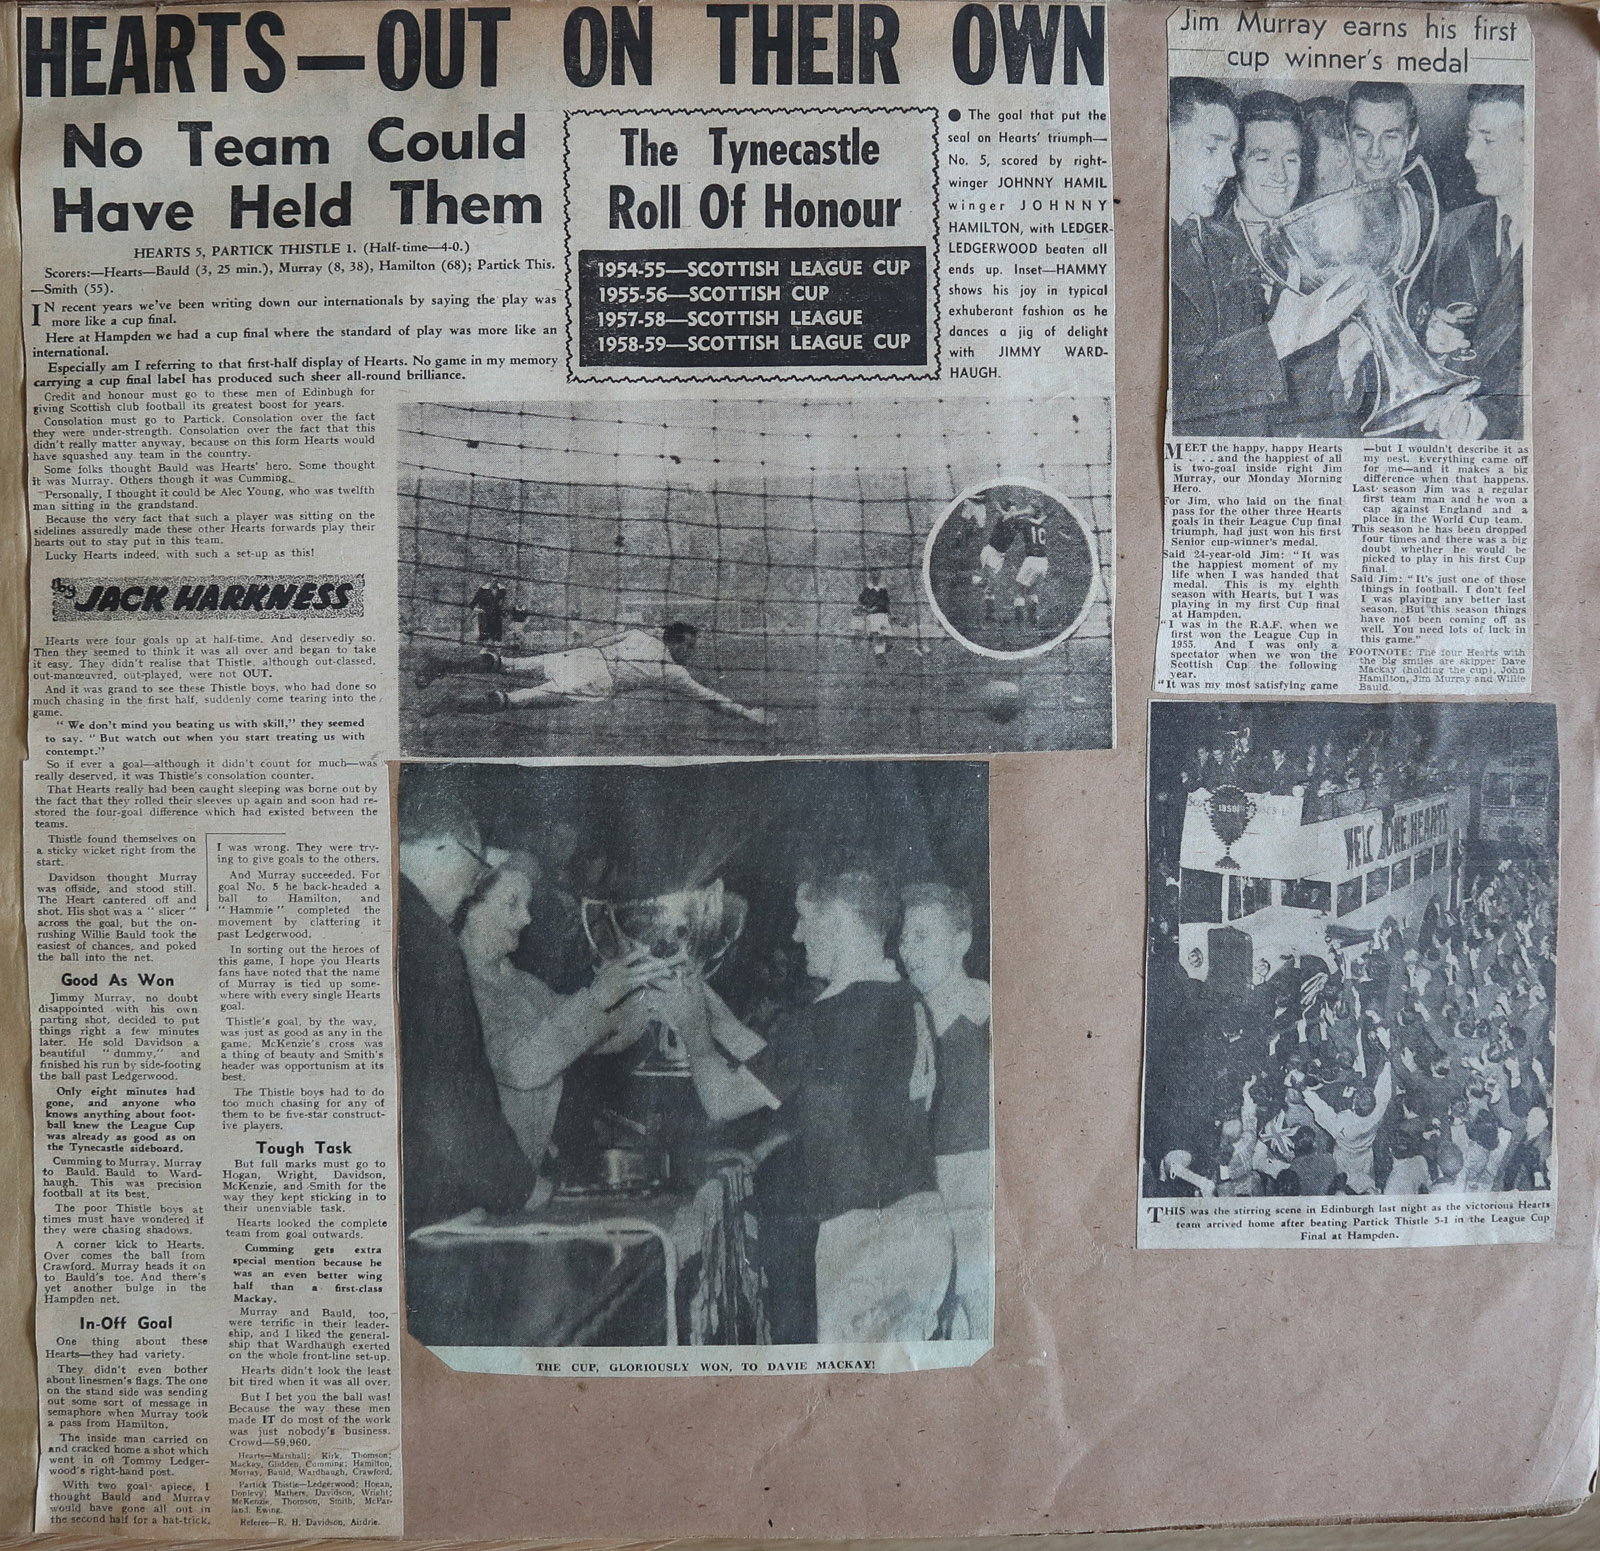 HEARTS—OUT ON THEIR OWN
No Team Could
Have Held Them
HEARTS 5, PARTICK THISTLE 1. (Half-time—4-0.)
Scorers:—Hearts—Bauld (3, 25 min.), Murray (8, 38), Hamilton (68); Partick This.
—Smith (55).
IN recent years we've been writing down our internationals by saying the play was
more like a cup final.
Here at Hampden we had a cup final where the standard of play was more like an
international.
Especially am I referring to that first-half display of Hearts. No game in my memory
carrying a cup final label has produced such sheer all-round brilliance.
Credit and honour must go to these men of Edinbugh for
giving Scottish club football its greatest boost for years.
Consolation must go to Partick. Consolation over the fact
they were under-strength. Consolation over the fact that this
didn't really matter anyway, because on this form Hearts would
have squashed any team in the country.
Some folks thought Bauld was Hearts' hero. Some thought
it was Murray. Others though it was Cumming.
Personally, I thought it could be Alec Young, who was twelfth
man sitting in the grandstand.
Because the very fact that such a player was sitting on the
sidelines assuredly made these other Hearts forwards play their
hearts out to stay put in this team.
Lucky Hearts indeed, with such a set-up as this!
by JACK HARKNESS
Hearts were four goals up at half-time. And deservedly so.
Then they seemed to think it was all over and began to take
it easy. They didn't realise that Thistle, although out-classed,
out-manœuvred, out-played, were not OUT.
And it was grand to see these Thistle boys, who had done so
much chasing in the first half, suddenly come tearing into the
game.
" We don't mind you beating us with skill," they seemed
to say. " But watch out when you start treating us with
contempt."
So if ever a goal—although it didn't count for much—was
really deserved, it was Thistle's consolation counter.
That Hearts really had been caught sleeping was borne out by
the fact that they rolled their sleeves up again and soon had re-
stored the four-goal difference which had existed between the
teams.
Thistle found themselves on
a sticky wicket right from the
start.
Davidson thought Murray
was offside, and stood still.
The Heart cantered off and
shot. His shot was a " slicer "
across the goal, but the on-
rushing Willie Bauld took the
easiest of chances, and poked
the ball into the net.
Good As Won
Jimmy Murray, no doubt
disappointed with his own
parting shot, decided to put
things right a few minutes
later. He sold Davidson a
beautiful " dummy," and
finished his run by side-footing
the ball past Ledgerwood.
Only eight minutes had
gone, and anyone who
knows anything about foot-
ball knew the League Cup
was already as good as on
the Tynecastle sideboard.
Cumming to Murray. Murray
to Bauld. Bauld to Ward-
haugh. This was precision
football at its best.
The poor Thistle boys at
times must have wondered if
they were chasing shadows.
A corner kick to Hearts.
Over comes the ball from
Crawford. Murray heads it on
to Bauld's toe. And there's
yet another bulge in the
Hampden net.
In-Off Goal
One thing about these
Hearts—they had variety.
They didn't even bother
about linesmen's flags. The one
on the stand side was sending
out some sort of message in
semaphore when Murray took
a pass from Hamilton.
The inside man carried on
and cracked home a shot which
went in off Tommy Ledger-
wood's right-hand post.
With two goals apiece, I
thought Bauld and Murray
would have gone all out in
the second half for a hat-trick.
I was wrong. They were try-
ing to give goals to the others.
And Murray succeeded. For
goal No. 5 he back-headed a
ball to Hamilton, and
" Hammie " completed the
movement by clattering it
past Ledgerwood.
In sorting out the heroes of
this game, I hope you Hearts
fans have noted that the name
of Murray is tied up some-
where with every single Hearts
goal.
Thistle's goal, by the way,
was just as good as any in the
game. McKenzie's cross was
a thing of beauty and Smith's
header was opportunism at its
best.
The Thistle boys had to do
too much chasing for any of
them to be five-star construct-
ive players.
Tough Task
But full marks must go to
Hogan, Wright, Davidson,
McKenzie, and Smith for the
way they kept sticking in to
their unenviable task.
Hearts looked the complete
team from goal outwards.
Cumming gets extra
special mention because he
was an even better wing
half than a first-class
Mackay.
Murray and Bauld, too,
were terrific in their leader-
ship, and I liked the general-
ship that Wardhaugh exerted
on the whole front-line set-up.
Hearts didn't look the least
bit tired when it was all over.
But I bet you the ball was!
Because the way these men
made IT do most of the work
was just nobody's business.
Crowd—59,960.
Hearts—Marshall; Kirk, Thomson;
Mackay, Glidden, Cumming; Hamilton,
Murray, Bauld, Wardhaugh, Crawford.
Partick Thistle—Ledgerwood; Hogan,
Donlevy; Mathers, Davidson, Wright;
McKenzie, Thomson, Smith, McPar-
land, Ewing.
Referee—R. H. Davidson, Airdrie.
The Tynecastle
Roll Of Honour
1954-55—SCOTTISH LEAGUE CUP
1955-56—SCOTTISH CUP
1957-58—SCOTTISH LEAGUE
1958-59—SCOTTISH LEAGUE CUP
● The goal that put the
seal on Hearts' triumph—
No. 5, scored by right-
winger JOHNNY HAMIL
winger JOHNNY
HAMILTON, with LEDGER-
LEDGERWOOD beaten all
ends up. Inset—HAMMY
shows his joy in typical
exhuberant fashion as he
dances a jig of delight
with JIMMY WARD-
HAUGH.
10
THE CUP, GLORIOUSLY WON, TO DAVIE MACKAY!
Jim Murray earns his first
cup winner's medal
MEET the happy, happy Hearts
. . . and the happiest of all
is two-goal inside right Jim
Murray, our Monday Morning
Hero.
For Jim, who laid on the final
pass for the other three Hearts
goals in their League Cup final
triumph, had just won his first
Senior cup-winner's medal.
Said 24-year-old Jim: "It was
the happiest moment of my
life when I was handed that
medal. This is my eighth
season with Hearts, but I was
playing in my first Cup final
at Hampden.
"I was in the R.A.F. when we
first won the League Cup in
1955. And I was only a
spectator when we won the
Scottish Cup the following
year.
"It was my most satisfying game
—but I wouldn't describe it as
my best. Everything came off
for me—and it makes a big
difference when that happens.
Last season Jim was a regular
first team man and he won a
cap against England and a
place in the World Cup team.
This season he has been dropped
four times and there was a big
doubt whether he would be
picked to play in his first Cup
final.
Said Jim: "It's just one of those
things in football. I don't feel
I was playing any better last
season. But this season things
have not been coming off as
well. You need lots of luck in
this game."
FOOTNOTE: The four Hearts with
the big smiles are skipper Dave
Mackay (holding the cup), John
Hamilton, Jim Murray and Willie
Bauld.
1958
HEARTS
THIS was the stirring scene in Edinburgh last night as the victorious Hearts
team arrived home after beating Partick Thistle 5-1 in the League Cup
Final at Hampden.